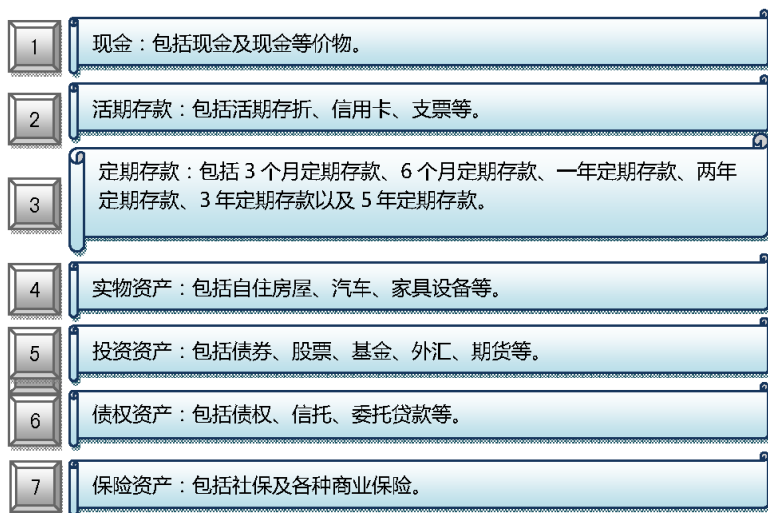 1
现金：包括现金及现金等价物。
2
活期存款：包括活期存折、信用卡、支票等。
3
定期存款：包括 3 个月定期存款、6 个月定期存款、一年定期存款、两年
定期存款、3 年定期存款以及 5 年定期存款。
4
实物资产：包括自住房屋、汽车、家具设备等。
5
投资资产：包括债券、股票、基金、外汇、期货等。
6
债权资产：包括债权、信托、委托贷款等。
7
保险资产：包括社保及各种商业保险。